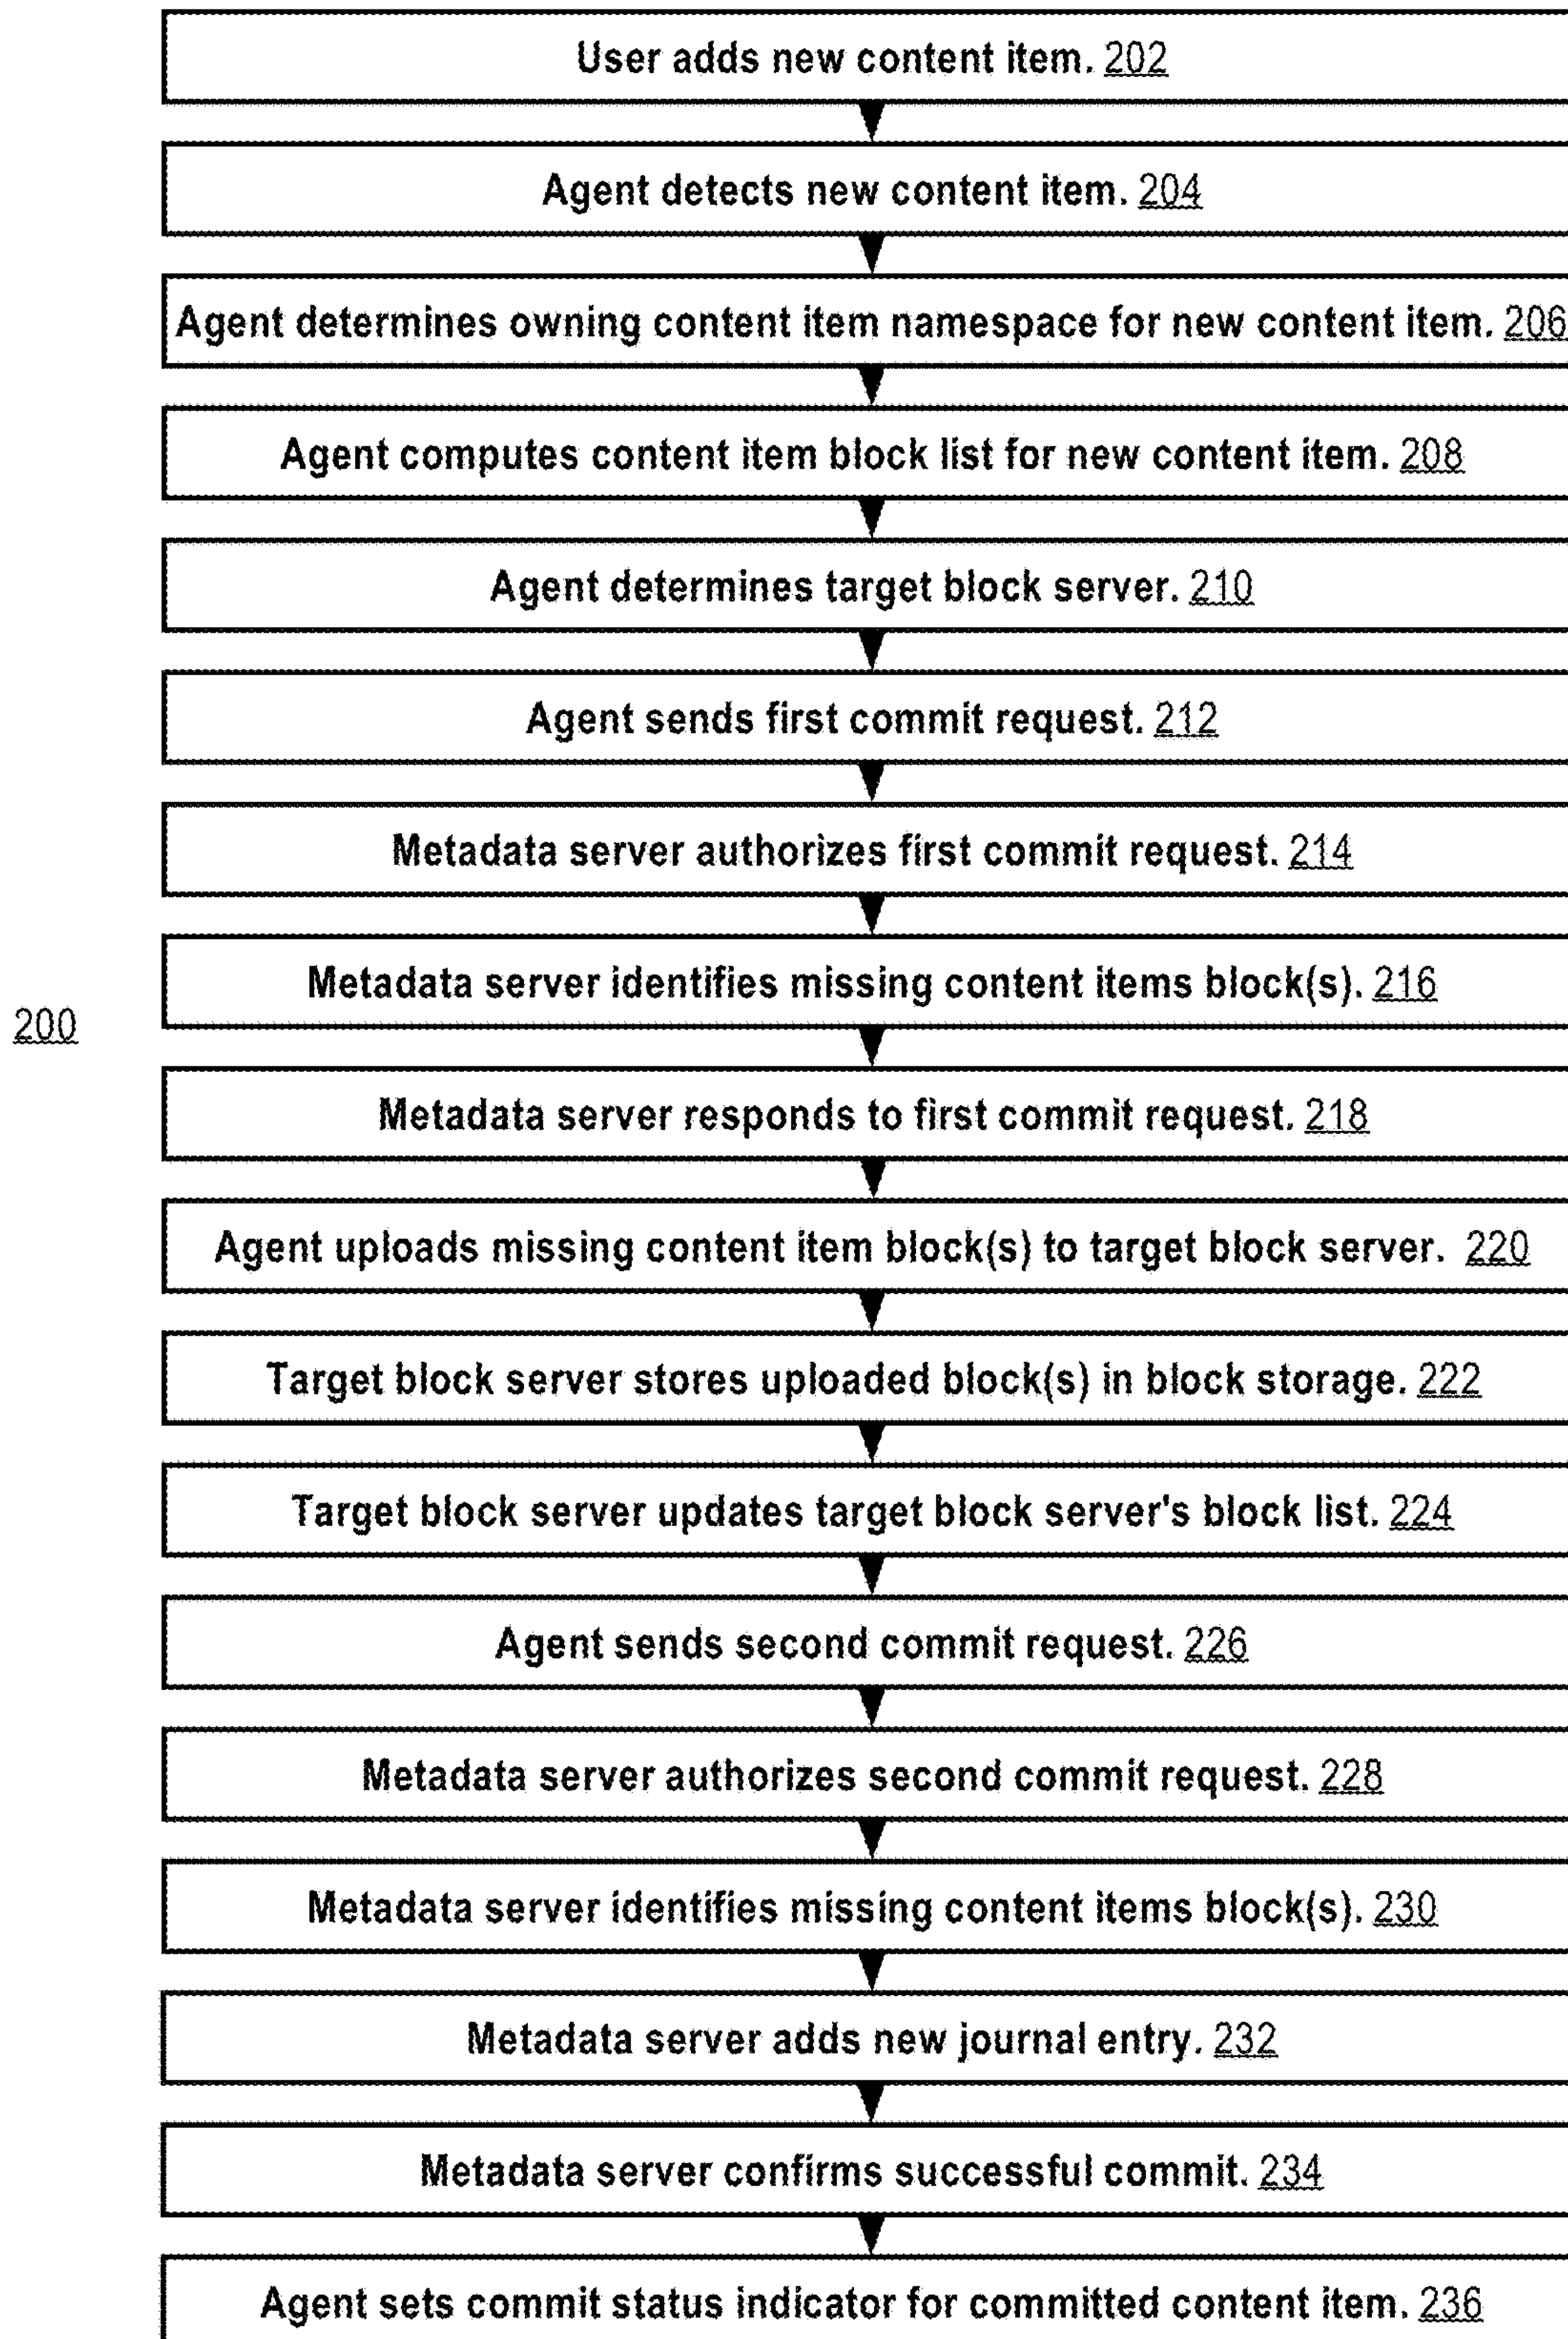 User adds new content item. 202
Agent detects new content item. 204
Agent determines owning content item namespace for new content item. 206
Agent computes content item block list for new content item. 208
Agent determines target block server. 210
Agent sends first commit request. 212
Metadata server authorizes first commit request. 214
Metadata server identifies missing content items block(s). 216
200
Metadata server responds to first commit request. 218
Agent uploads missing content item block(s) to target block server. 220
Target block server stores uploaded block(s) in block storage. 222
Target block server updates target block server's block list. 224
Agent sends second commit request. 226
Metadata server authorizes second commit request. 228
Metadata server identifies missing content items block(s). 230
Metadata server adds new journal entry. 232
Metadata server confirms successful commit. 234
Agent sets commit status indicator for committed content item. 236